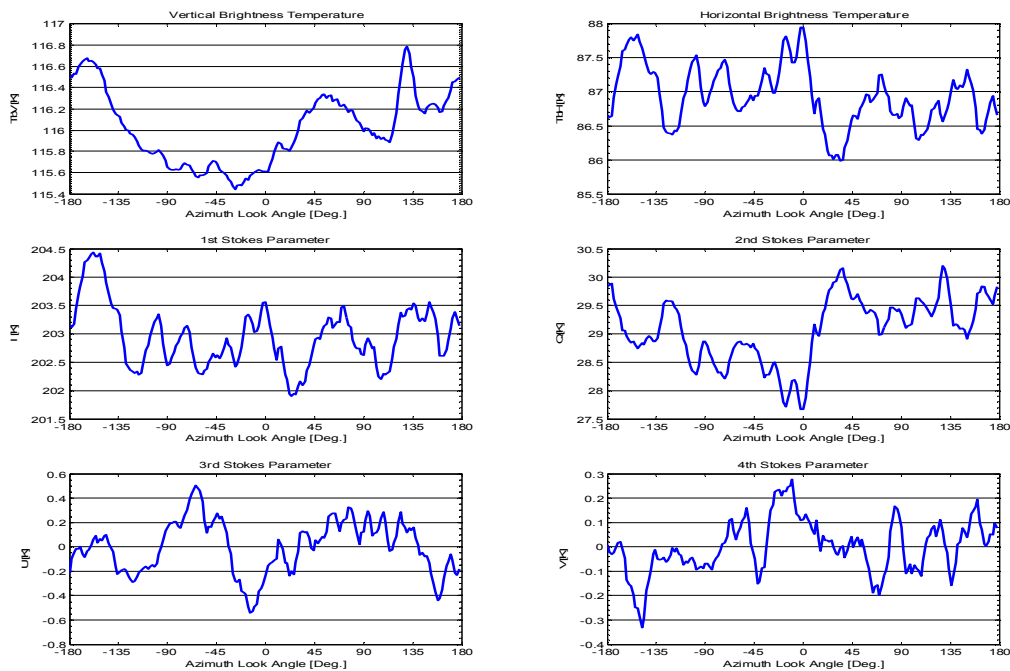 Vertical Brightness Temperature
117
116.8
116.6
116.4
116.2
116
115.8
115.6
115.4
TBV[K]
-180 -135 -90 -45 0 45 90 135 180
Azimuth Look Angle [Deg.]
Horizontal Brightness Temperature
88
87.5
87
86.5
86
85.5
TBH[K]
-180 -135 -90 -45 0 45 90 135 180
Azimuth Look Angle [Deg.]
1st Stokes Parameter
204.5
204
203.5
203
202.5
202
201.5
I [K]
-180 -135 -90 -45 0 45 90 135 180
Azimuth Look Angle [Deg.]
2nd Stokes Parameter
30.5
30
29.5
29
28.5
28
27.5
Q[K]
-180 -135 -90 -45 0 45 90 135 180
Azimuth Look Angle [Deg.]
3rd Stokes Parameter
0.6
0.4
0.2
0
-0.2
-0.4
-0.6
-0.8
U[K]
-180 -135 -90 -45 0 45 90 135 180
Azimuth Look Angle [Deg.]
4th Stokes Parameter
0.3
0.2
0.1
0
-0.1
-0.2
-0.3
-0.4
V[K]
-180 -135 -90 -45 0 45 90 135 180
Azimuth Look Angle [Deg.]